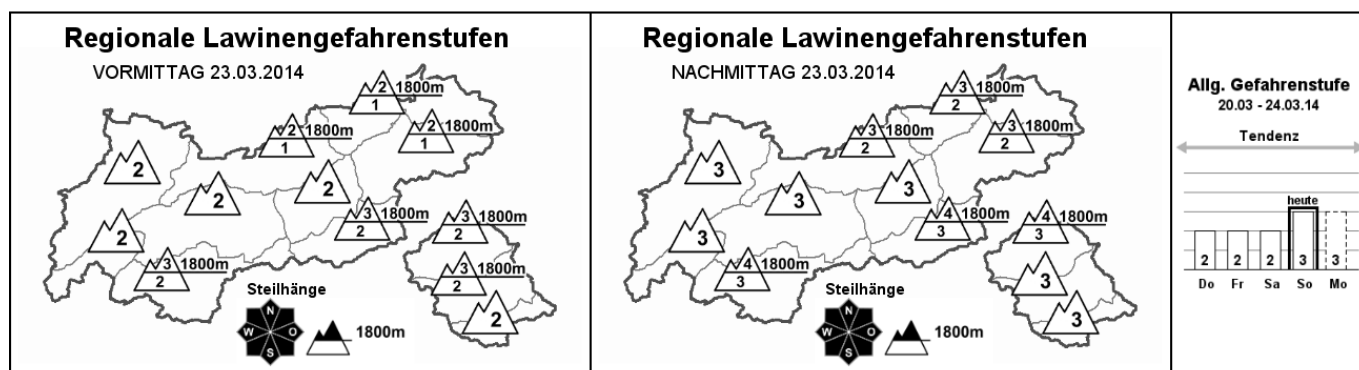 Regionale Lawinengefahrenstufen
VORMITTAG 23.03.2014
2 1800m
1
2 1800m
1
2 1800m
1
2
2
2
2
3 1800m
2
3 1800m
2
3 1800m
2
3 1800m
2
2
Steilhänge
N
W O
S
1800m
Regionale Lawinengefahrenstufen
NACHMITTAG 23.03.2014
3 1800m
2
3 1800m
2
3 1800m
2
3
3
3
3
4 1800m
3
4 1800m
3
4 1800m
3
3
3
Steilhänge
N
W O
S
1800m
Allg. Gefahrenstufe
20.03 - 24.03.14
Tendenz
heute
2 2 2 3 3
Do Fr Sa So Mo